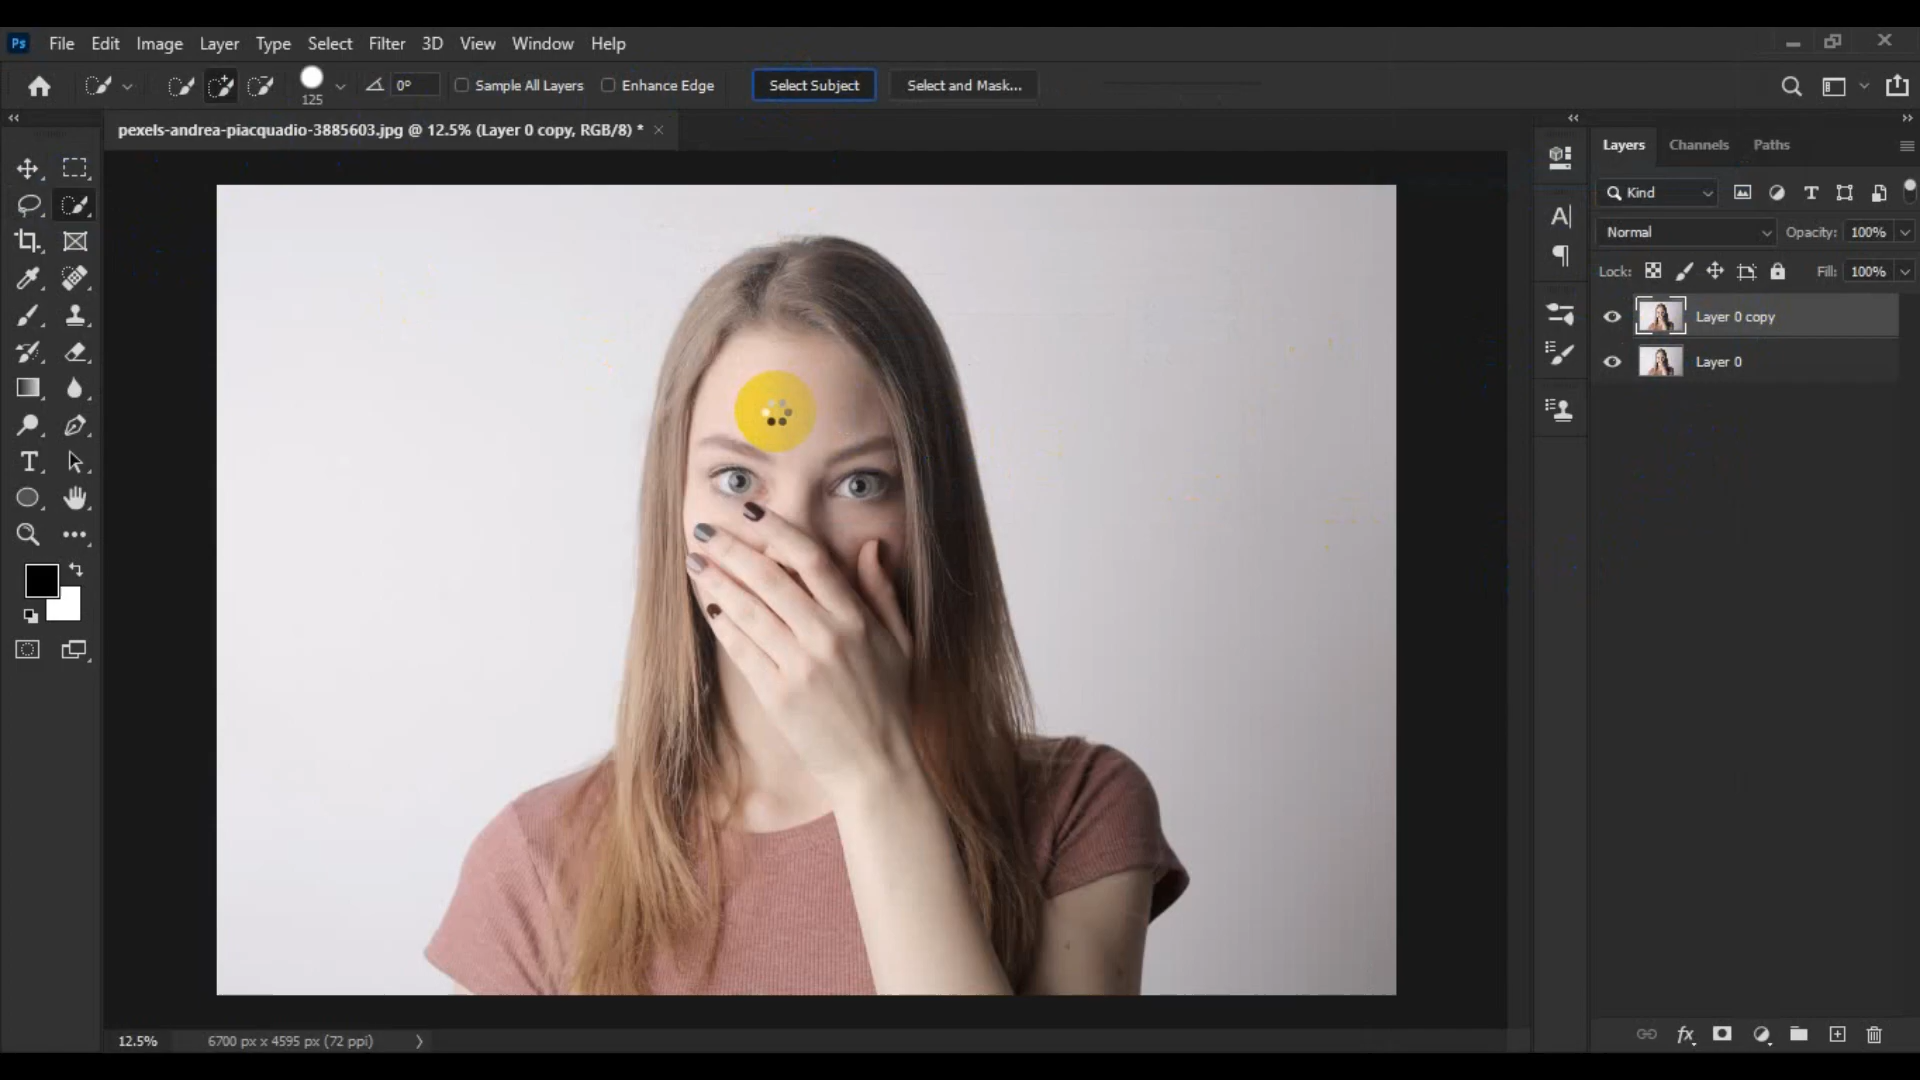 Ps File Edit Image Layer Type Select Filter 3D View Window Help
125 0° Sample All Layers Enhance Edge Select Subject Select and Mask...
pexels-andrea-piacquadio-3885603.jpg @ 12.5% (Layer 0 copy, RGB/8) *
Layers Channels Paths
Kind
Normal Opacity: 100%
Lock: Fill: 100%
Layer 0 copy
Layer 0
12.5% 6700 px x 4595 px (72 ppi)